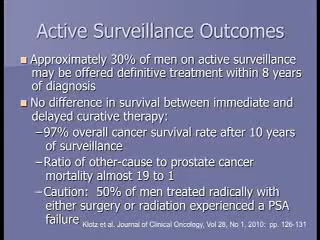 Active Surveillance Outcomes
Approximately 30% of men on active surveillance
may be offered definitive treatment within 8 years
of diagnosis
No difference in survival between immediate and
delayed curative therapy:
–97% overall cancer survival rate after 10 years
of surveillance
–Ratio of other-cause to prostate cancer
mortality almost 19 to 1
–Caution: 50% of men treated radically with
either surgery or radiation experienced a PSA
failure
Klotz et al. Journal of Clinical Oncology, Vol 28, No 1, 2010: pp. 126-131